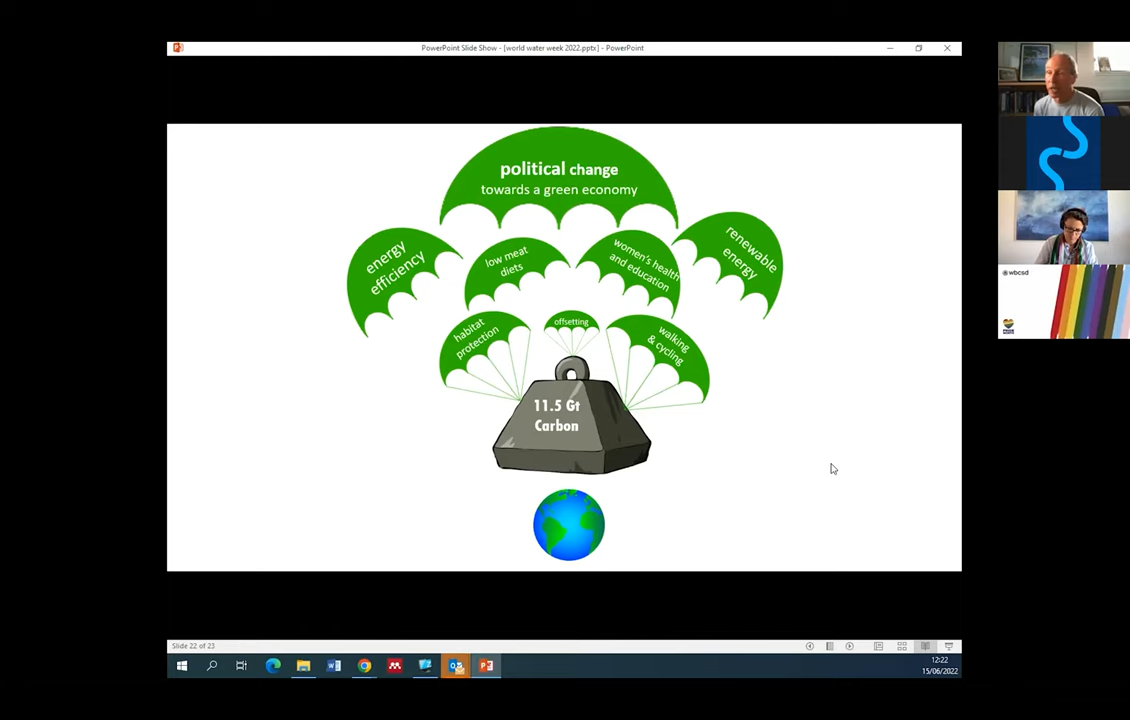 PowerPoint Slide Show - [world water week 2022.pptx] - PowerPoint
political change
towards a green economy
energy
efficiency
low meat
diets
women's health
and education
renewable
energy
habitat
protection
offsetting
walking
& cycling
11.5 Gt
Carbon
wbcsd
Slide 22 of 23
12:22
15/06/2022